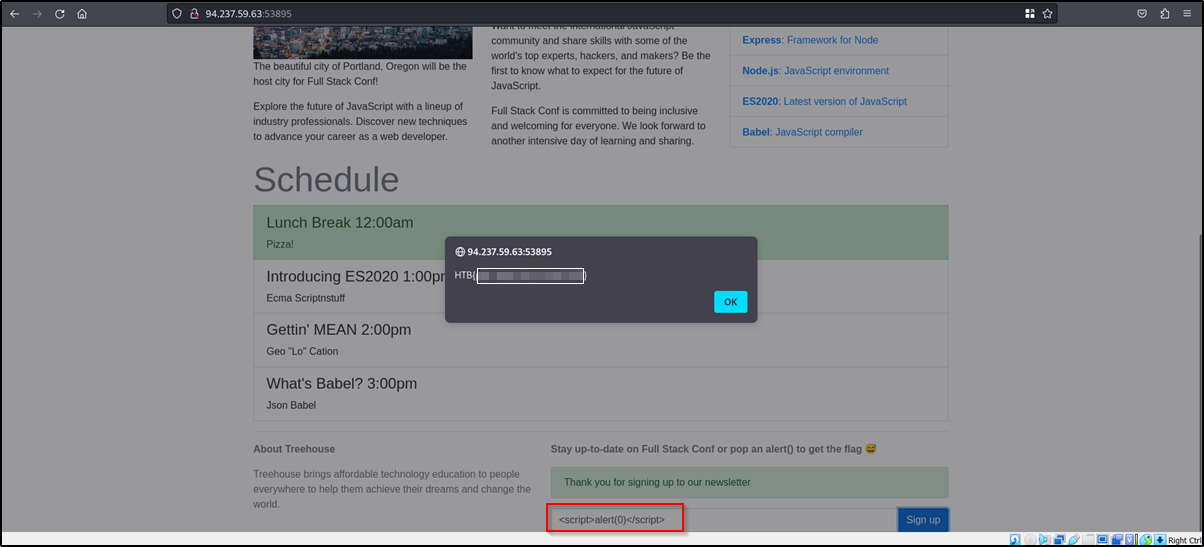 94.237.59.63:53895
The beautiful city of Portland, Oregon will be the
host city for Full Stack Conf!
Explore the future of JavaScript with a lineup of
industry professionals. Discover new techniques
to advance your career as a web developer.
Want to meet the international JavaScript
community and share skills with some of the
world's top experts, hackers, and makers? Be the
first to know what to expect for the future of
JavaScript.
Full Stack Conf is committed to being inclusive
and welcoming for everyone. We look forward to
another intensive day of learning and sharing.
Express: Framework for Node
Node.js: JavaScript environment
ES2020: Latest version of JavaScript
Babel: JavaScript compiler
Schedule
Lunch Break 12:00am
Pizza!
Introducing ES2020 1:00pm
Ecma Scriptnstuff
Gettin' MEAN 2:00pm
Geo "Lo" Cation
What's Babel? 3:00pm
Json Babel
94.237.59.63:53895
HTB{ }
OK
About Treehouse
Treehouse brings affordable technology education to people
everywhere to help them achieve their dreams and change the
world.
Stay up-to-date on Full Stack Conf or pop an alert() to get the flag 😅
Thank you for signing up to our newsletter
<script>alert(0)</script>
Sign up
Right Ctrl